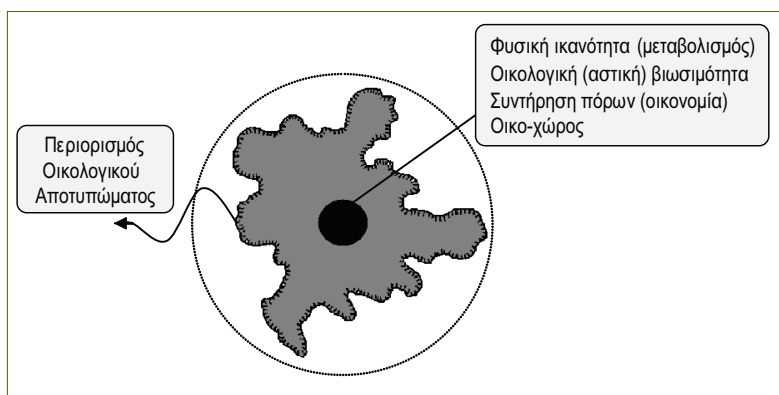 Φυσική ικανότητα (μεταβολισμός)
Οικολογική (αστική) βιωσιμότητα
Συντήρηση πόρων (οικονομία)
Οικο-χώρος
Περιορισμός
Οικολογικού
Αποτυπώματος